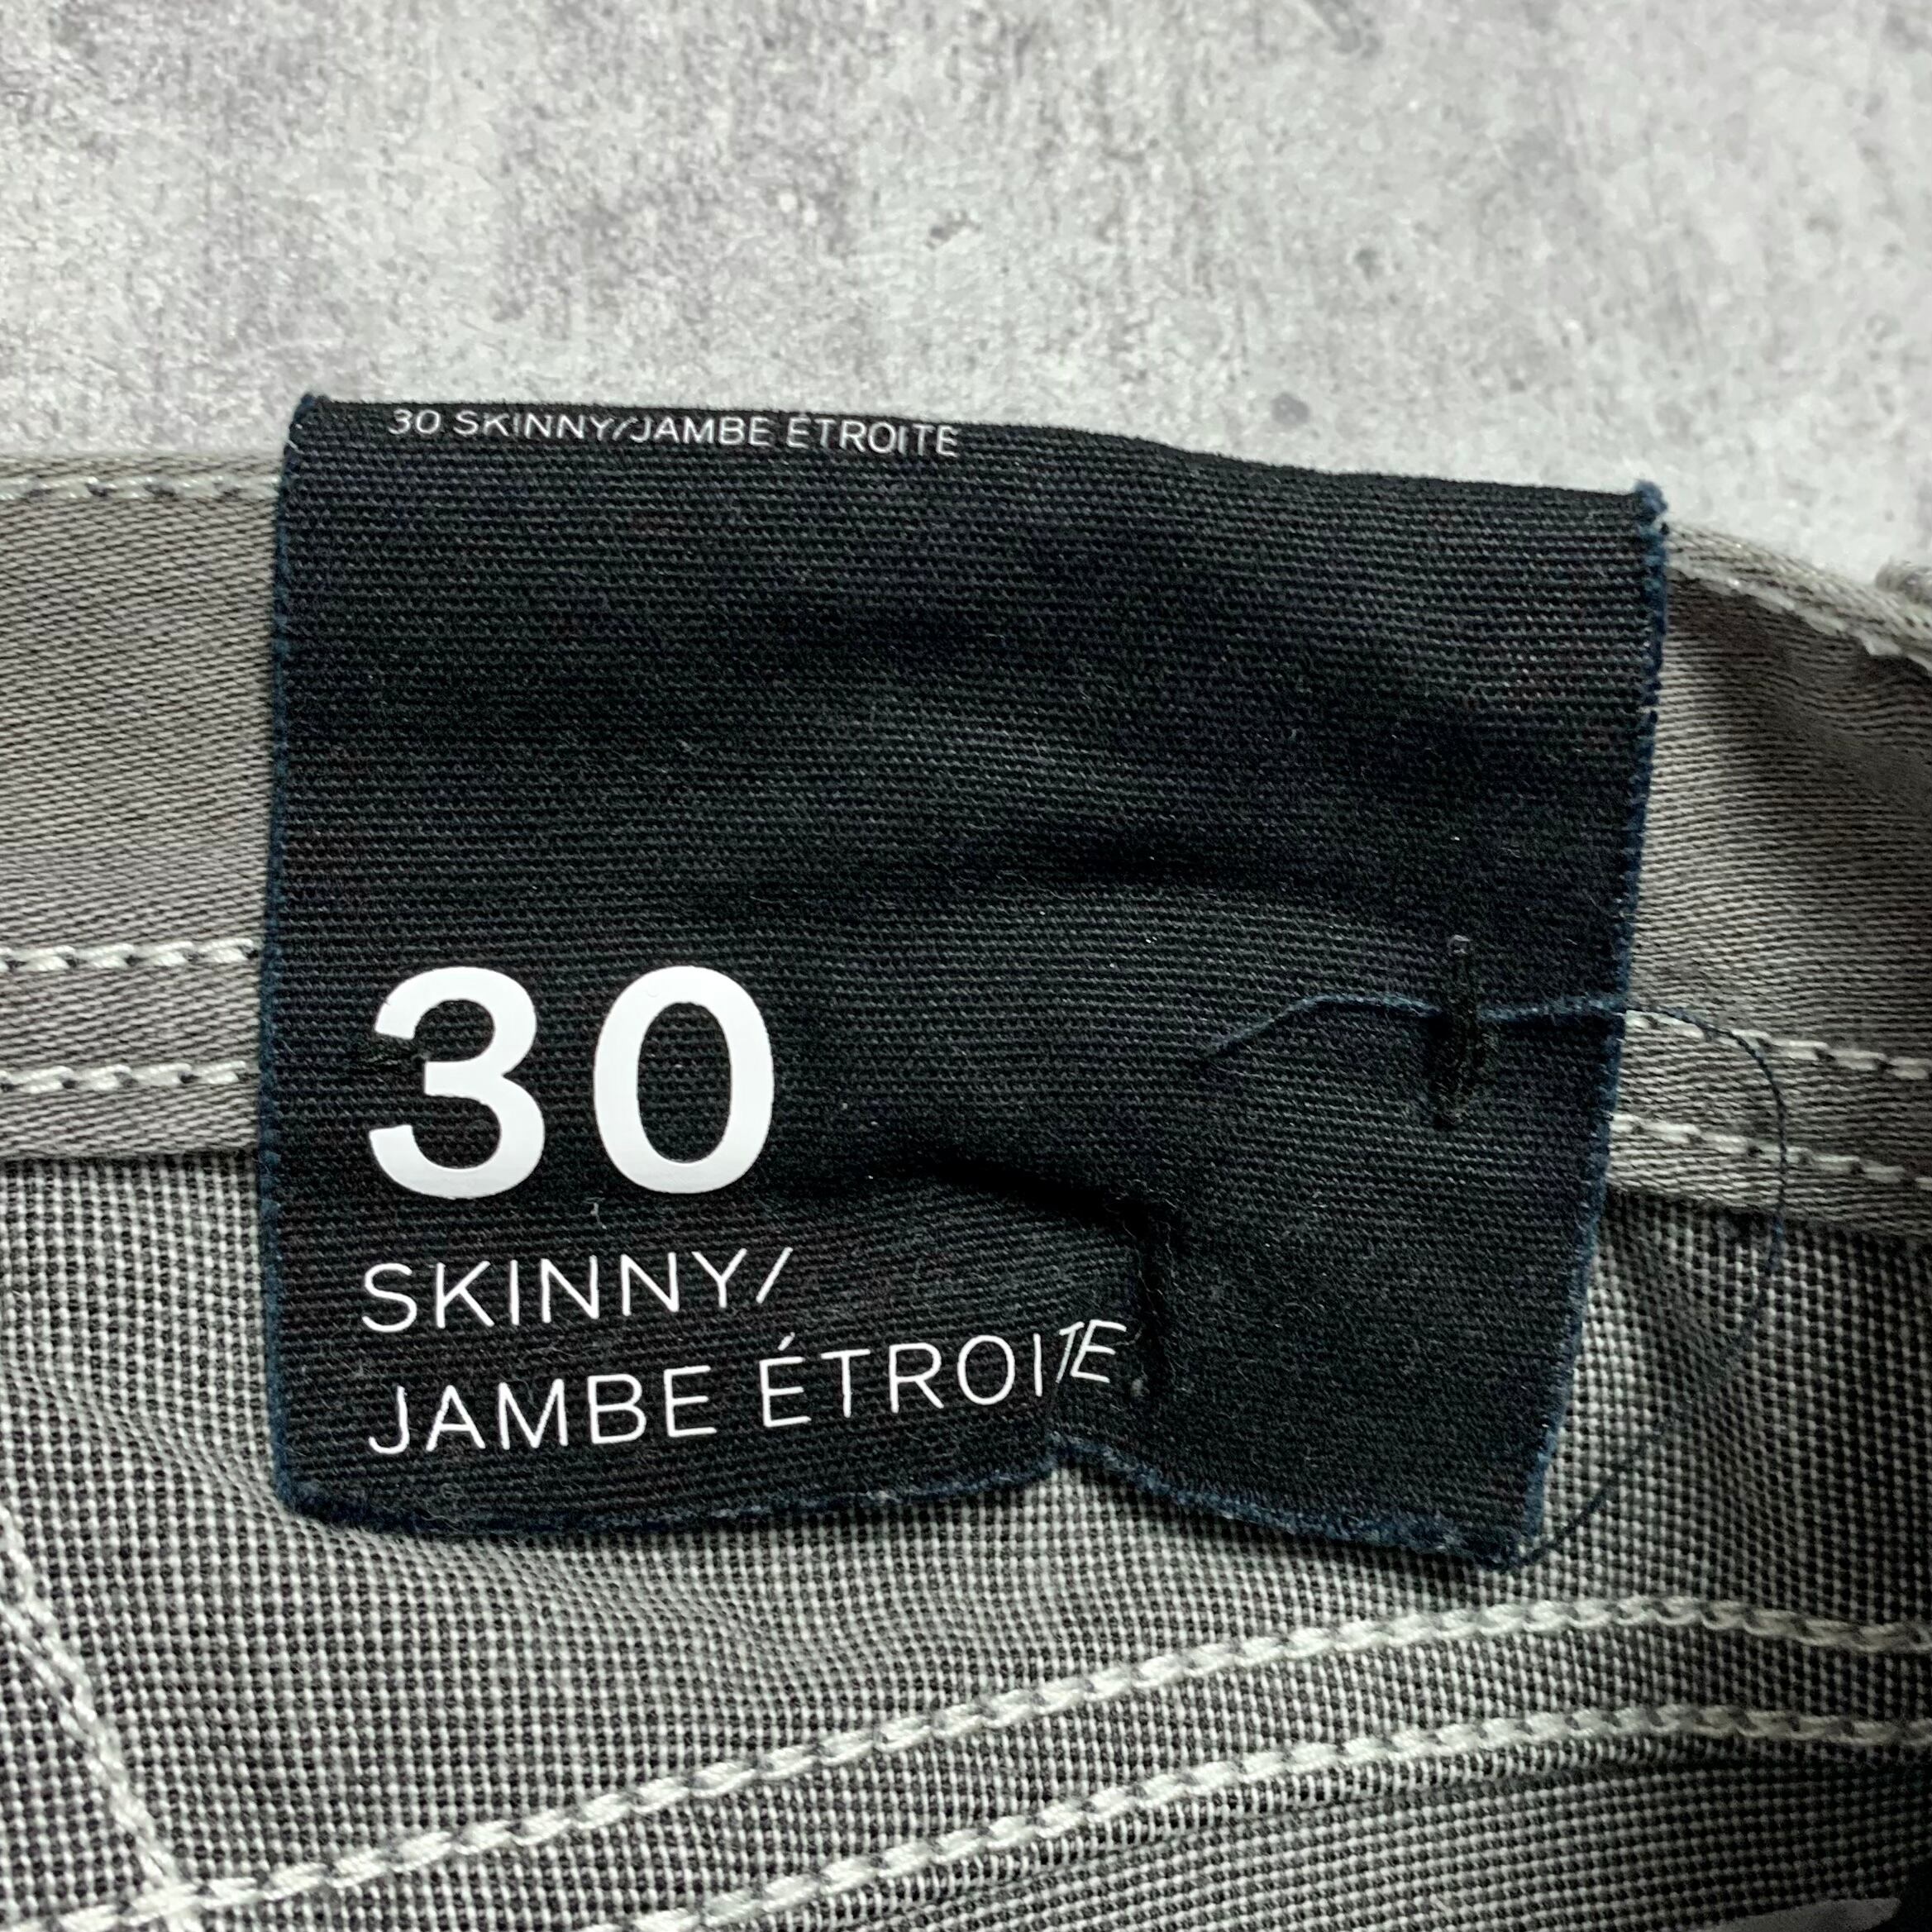 30 SKINNY/JAMBE ÉTROITE
30
SKINNY/
JAMBE ÉTROITE